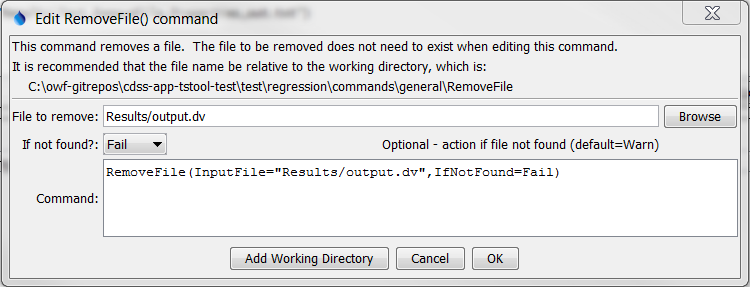 Edit RemoveFile() command
This command removes a file.  The file to be removed does not need to exist when editing this command.
It is recommended that the file name be relative to the working directory, which is:
C:\owf-gitrepos\cdss-app-tstool-test\test\regression\commands\general\RemoveFile
File to remove: Results/output.dv Browse
If not found?: Fail Optional - action if file not found (default=Warn)
RemoveFile(InputFile="Results/output.dv",IfNotFound=Fail)
Command:
Add Working Directory Cancel OK